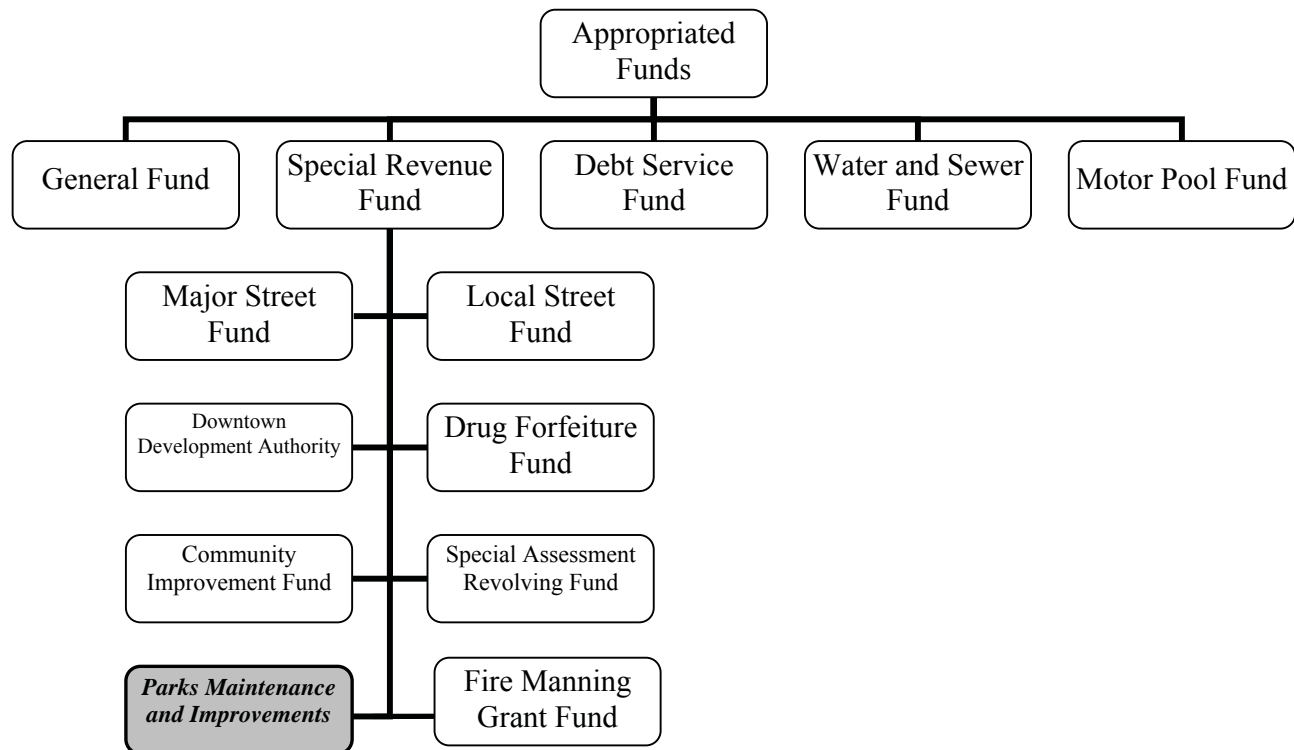 Appropriated
Funds
General Fund
Special Revenue
Fund
Debt Service
Fund
Water and Sewer
Fund
Motor Pool Fund
Major Street
Fund
Local Street
Fund
Downtown
Development Authority
Drug Forfeiture
Fund
Community
Improvement Fund
Special Assessment
Revolving Fund
Parks Maintenance
and Improvements
Fire Manning
Grant Fund